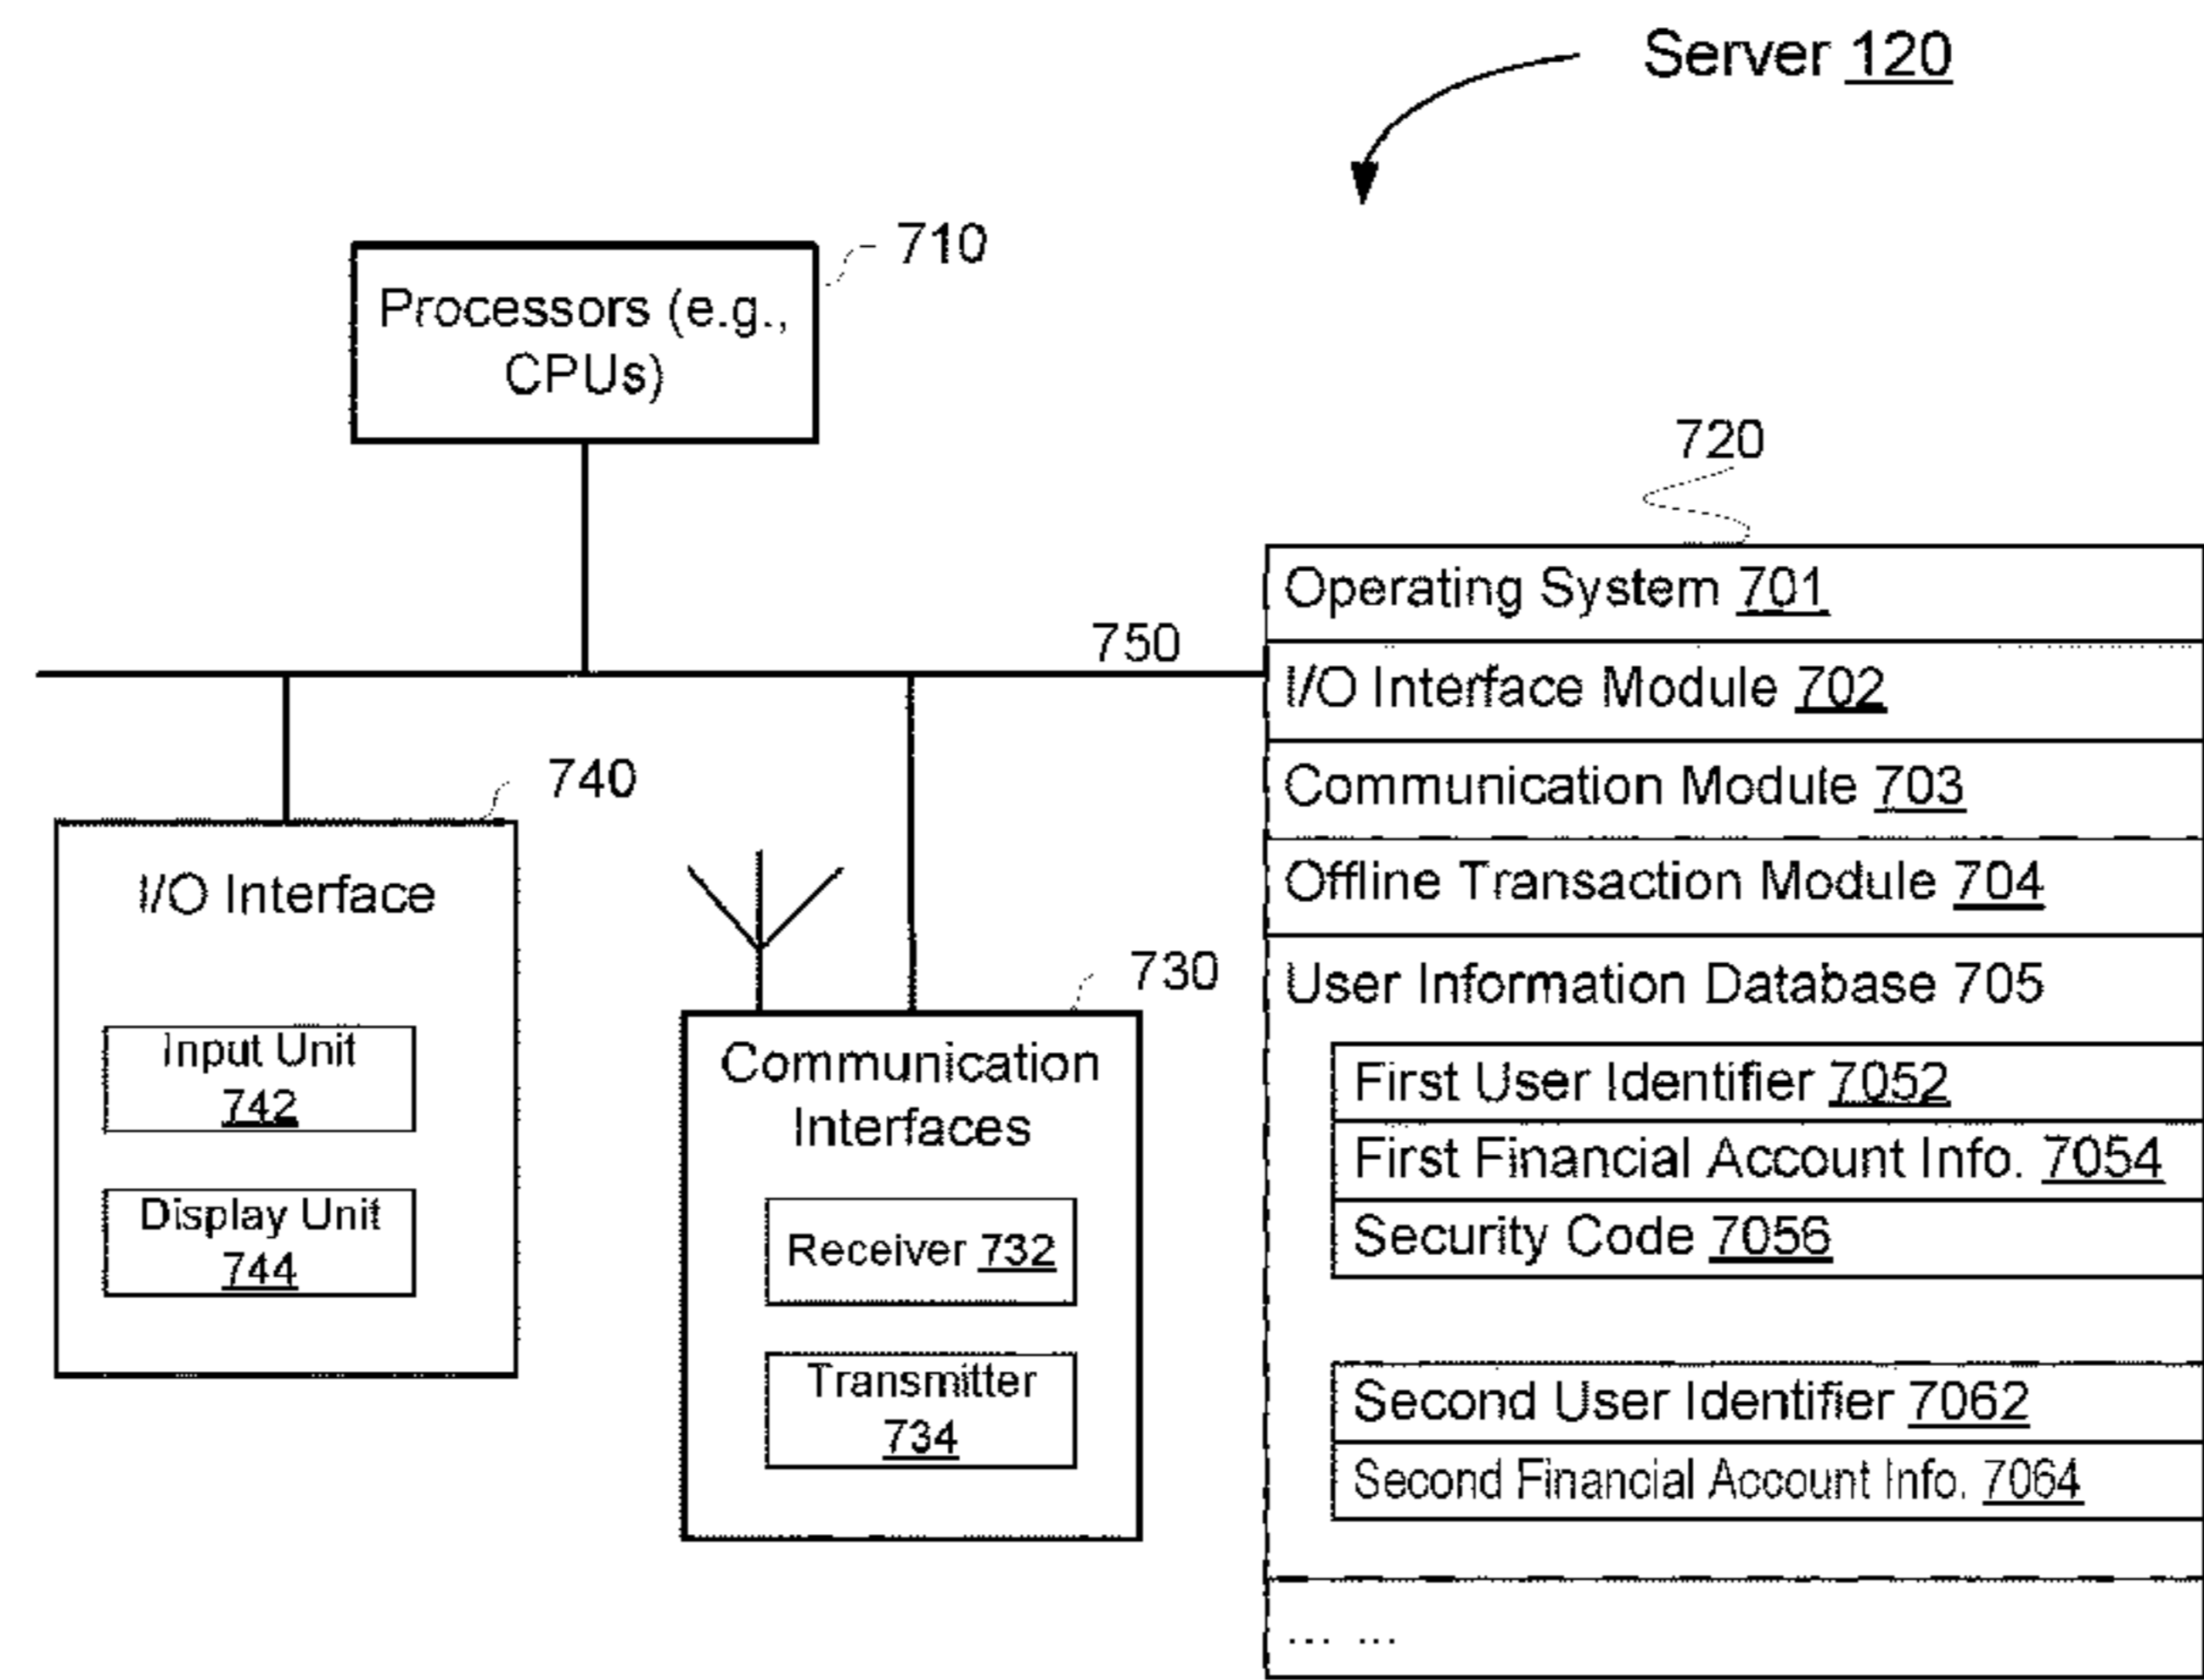 Server 120
710
Processors (e.g.,
CPUs)
720
750
740
I/O Interface
Input Unit
742
Display Unit
744
730
Communication
Interfaces
Receiver 732
Transmitter
734
Operating System 701
I/O Interface Module 702
Communication Module 703
Offline Transaction Module 704
User Information Database 705
First User Identifier 7052
First Financial Account Info. 7054
Security Code 7056
Second User Identifier 7062
Second Financial Account Info. 7064
... ...